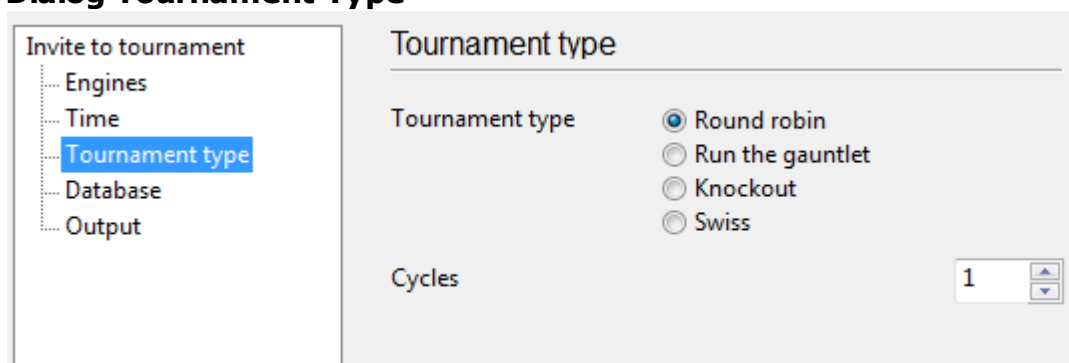 Dialog Tournament Type
Invite to tournament
Engines
Time
Tournament type
Database
Output
Tournament type
Tournament type
Round robin
Run the gauntlet
Knockout
Swiss
Cycles
1